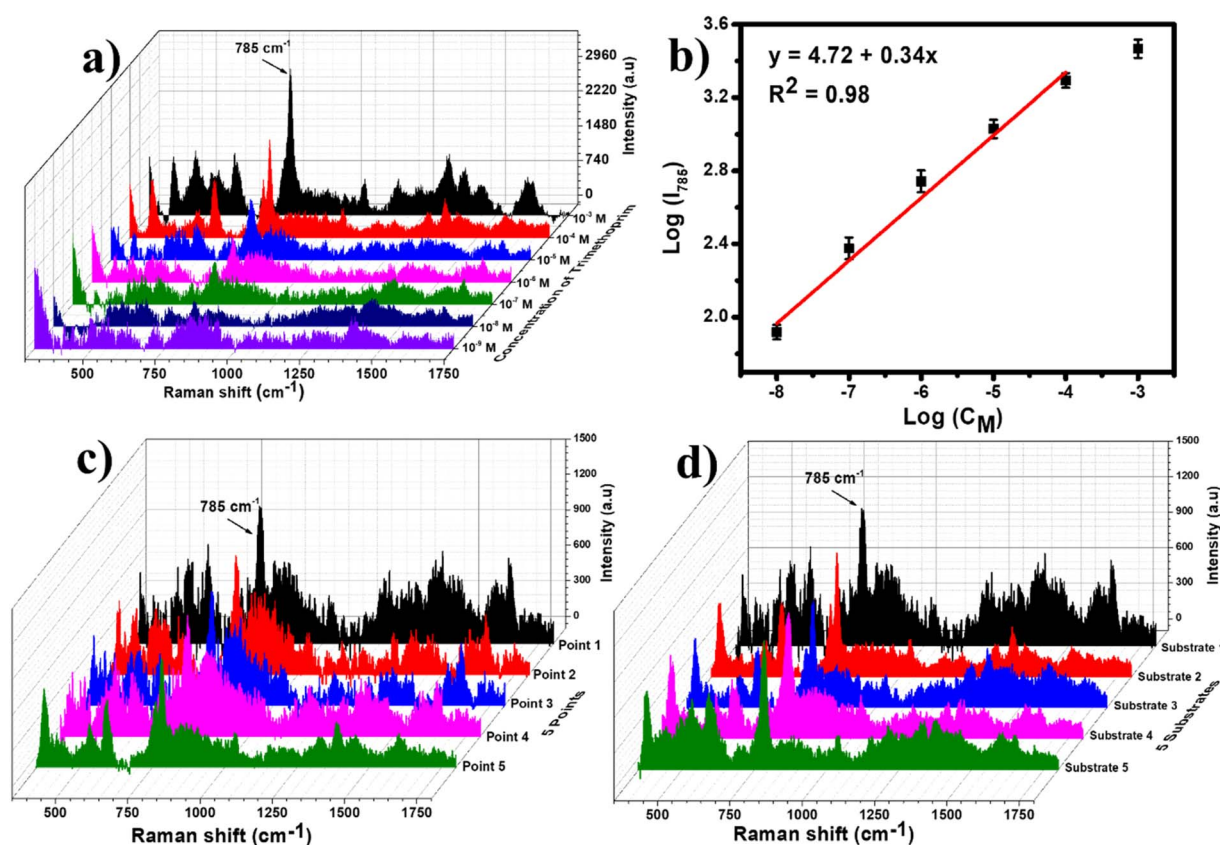 a)
785 cm⁻¹
2960
2220
1480
740
0
Intensity (a.u)
10⁻³ M
10⁻⁴ M
10⁻⁵ M
10⁻⁶ M
10⁻⁷ M
10⁻⁸ M
10⁻⁹ M
Concentration of Trimethoprim
500 750 1000 1250 1500 1750
Raman shift (cm⁻¹)
b)
y = 4.72 + 0.34x
R² = 0.98
3.6
3.2
2.8
2.4
2.0
Log (I₇₈₅)
-8 -7 -6 -5 -4 -3
Log (C_M)
c)
785 cm⁻¹
1500
1200
900
600
300
0
Intensity (a.u)
Point 1
Point 2
Point 3
Point 4
Point 5
5 Points
500 750 1000 1250 1500 1750
Raman shift (cm⁻¹)
d)
785 cm⁻¹
1500
1200
900
600
300
0
Intensity (a.u)
Substrate 1
Substrate 2
Substrate 3
Substrate 4
Substrate 5
5 Substrates
500 750 1000 1250 1500 1750
Raman shift (cm⁻¹)